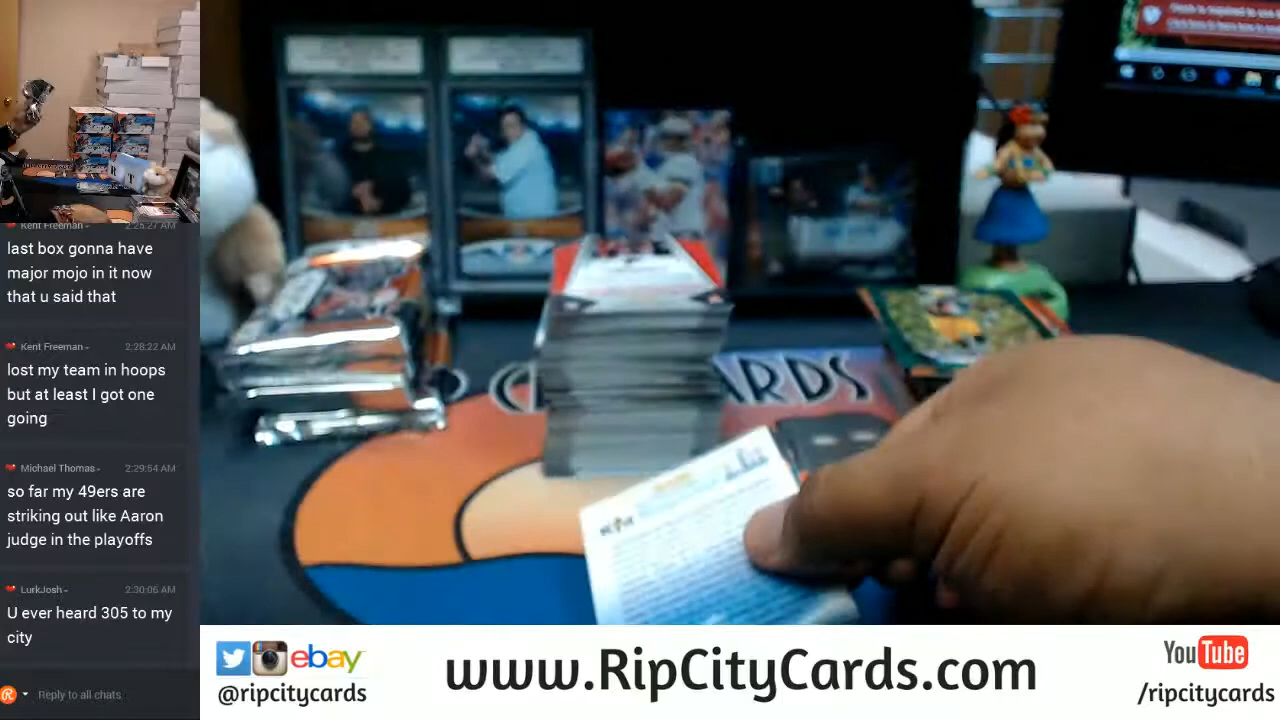 Kent Freeman 2:25:27 AM
last box gonna have
major mojo in it now
that u said that
Kent Freeman 2:28:22 AM
lost my team in hoops
but at least I got one
going
Michael Thomas 2:29:54 AM
so far my 49ers are
striking out like Aaron
judge in the playoffs
LurkJosh 2:30:06 AM
U ever heard 305 to my
city
Reply to all chats
ARDS
ebay
@ripcitycards
www.RipCityCards.com
YouTube
/ripcitycards